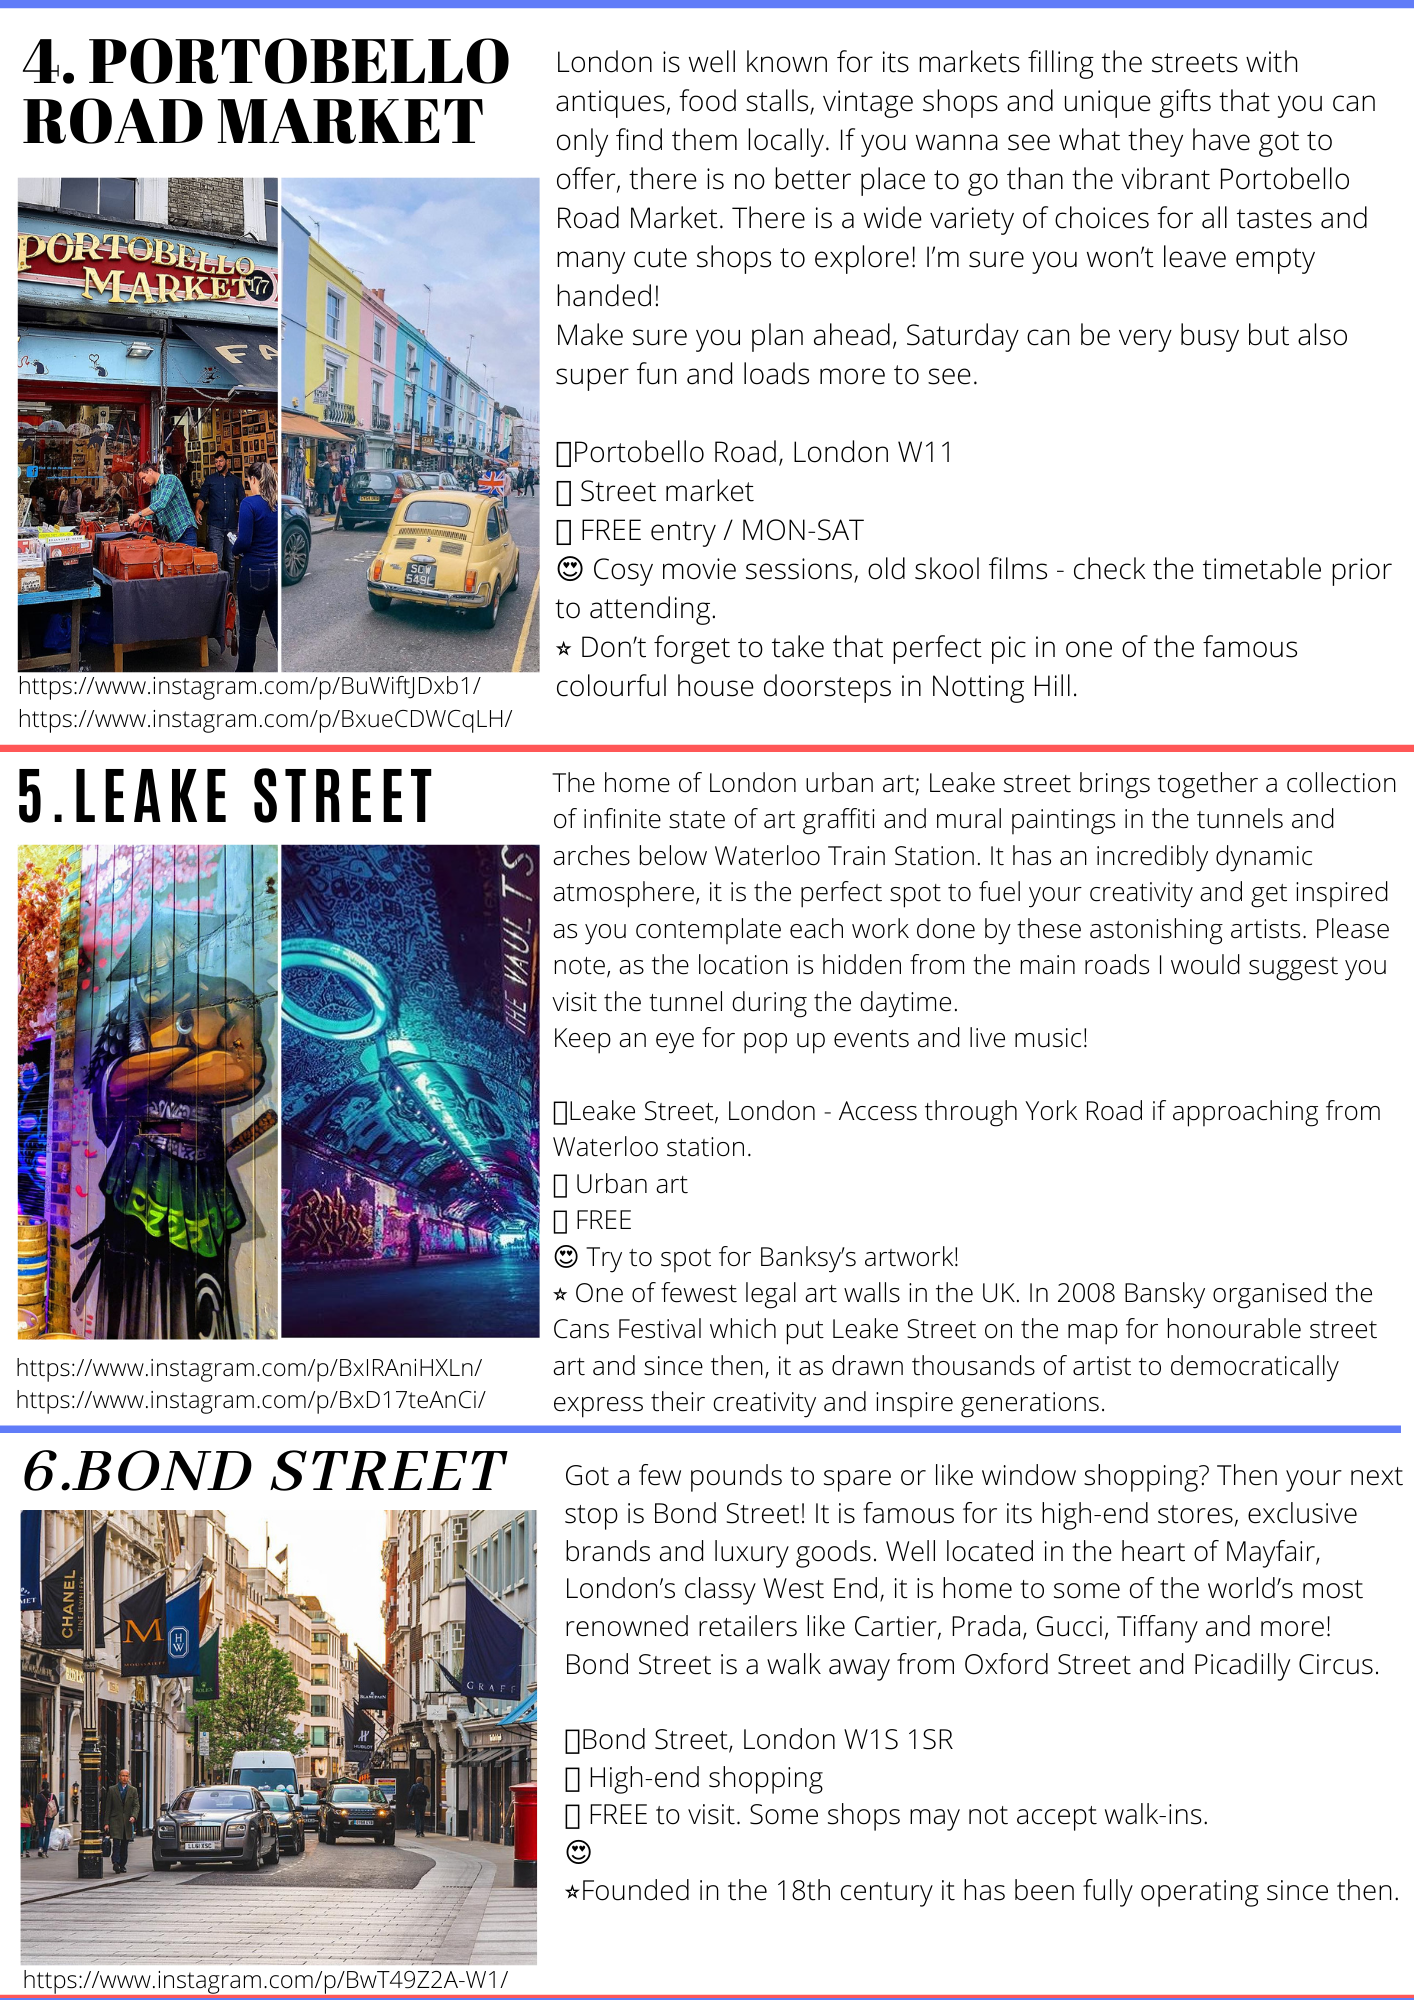 4. PORTOBELLO
ROAD MARKET
London is well known for its markets filling the streets with
antiques, food stalls, vintage shops and unique gifts that you can
only find them locally. If you wanna see what they have got to
offer, there is no better place to go than the vibrant Portobello
Road Market. There is a wide variety of choices for all tastes and
many cute shops to explore! I’m sure you won’t leave empty
handed!
Make sure you plan ahead, Saturday can be very busy but also
super fun and loads more to see.
Portobello Road, London W11
Street market
FREE entry / MON-SAT
😍 Cosy movie sessions, old skool films - check the timetable prior
to attending.
⭐ Don’t forget to take that perfect pic in one of the famous
colourful house doorsteps in Notting Hill.
PORTOBELLO
MARKET 177
FA
SOW
549L
https://www.instagram.com/p/BuWiftJDxb1/
https://www.instagram.com/p/BxueCDWCqLH/
5.LEAKE STREET
The home of London urban art; Leake street brings together a collection
of infinite state of art graffiti and mural paintings in the tunnels and
arches below Waterloo Train Station. It has an incredibly dynamic
atmosphere, it is the perfect spot to fuel your creativity and get inspired
as you contemplate each work done by these astonishing artists. Please
note, as the location is hidden from the main roads I would suggest you
visit the tunnel during the daytime.
Keep an eye for pop up events and live music!
Leake Street, London - Access through York Road if approaching from
Waterloo station.
Urban art
FREE
😍 Try to spot for Banksy’s artwork!
⭐ One of fewest legal art walls in the UK. In 2008 Bansky organised the
Cans Festival which put Leake Street on the map for honourable street
art and since then, it as drawn thousands of artist to democratically
express their creativity and inspire generations.
THE VAULTS
https://www.instagram.com/p/BxIRAniHXLn/
https://www.instagram.com/p/BxD17teAnCi/
6.BOND STREET
Got a few pounds to spare or like window shopping? Then your next
stop is Bond Street! It is famous for its high-end stores, exclusive
brands and luxury goods. Well located in the heart of Mayfair,
London’s classy West End, it is home to some of the world’s most
renowned retailers like Cartier, Prada, Gucci, Tiffany and more!
Bond Street is a walk away from Oxford Street and Picadilly Circus.
Bond Street, London W1S 1SR
High-end shopping
FREE to visit. Some shops may not accept walk-ins.
😍
⭐Founded in the 18th century it has been fully operating since then.
CHANEL
FINE JEWELLERY
M
HW
ROLEX
BLANCPAIN
HUBLOT
GRAFF
https://www.instagram.com/p/BwT49Z2A-W1/